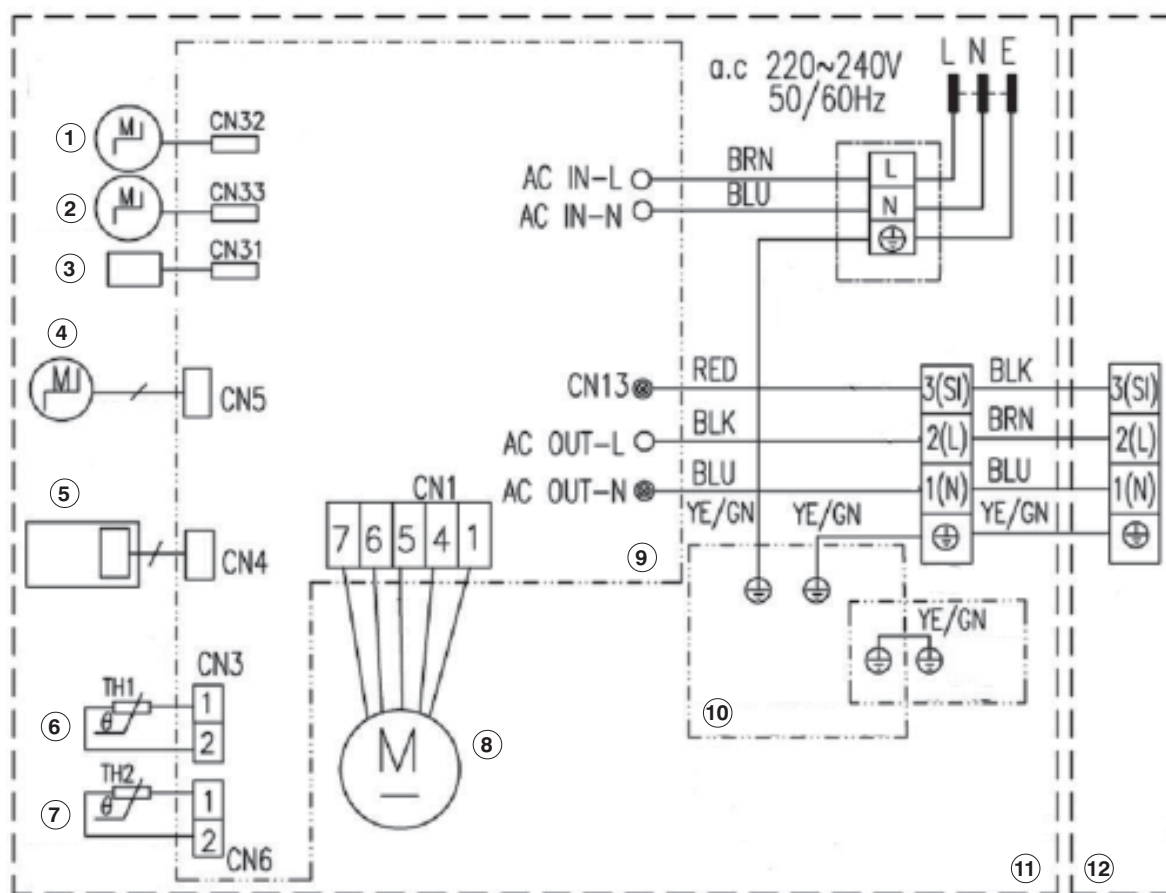 a.c 220~240V
50/60Hz
L N E
1
CN32
2
CN33
3
CN31
AC IN-L
BRN
L
AC IN-N
BLU
N
4
M
CN5
CN13
RED
3(SI)
BLK
3(SI)
AC OUT-L
BLK
2(L)
BRN
2(L)
AC OUT-N
BLU
1(N)
BLU
1(N)
YE/GN
YE/GN
YE/GN
5
CN4
CN1
7 6 5 4 1
9
YE/GN
10
CN3
6
TH1
θ
1
2
M
8
7
TH2
θ
1
2
CN6
11
12
M
M